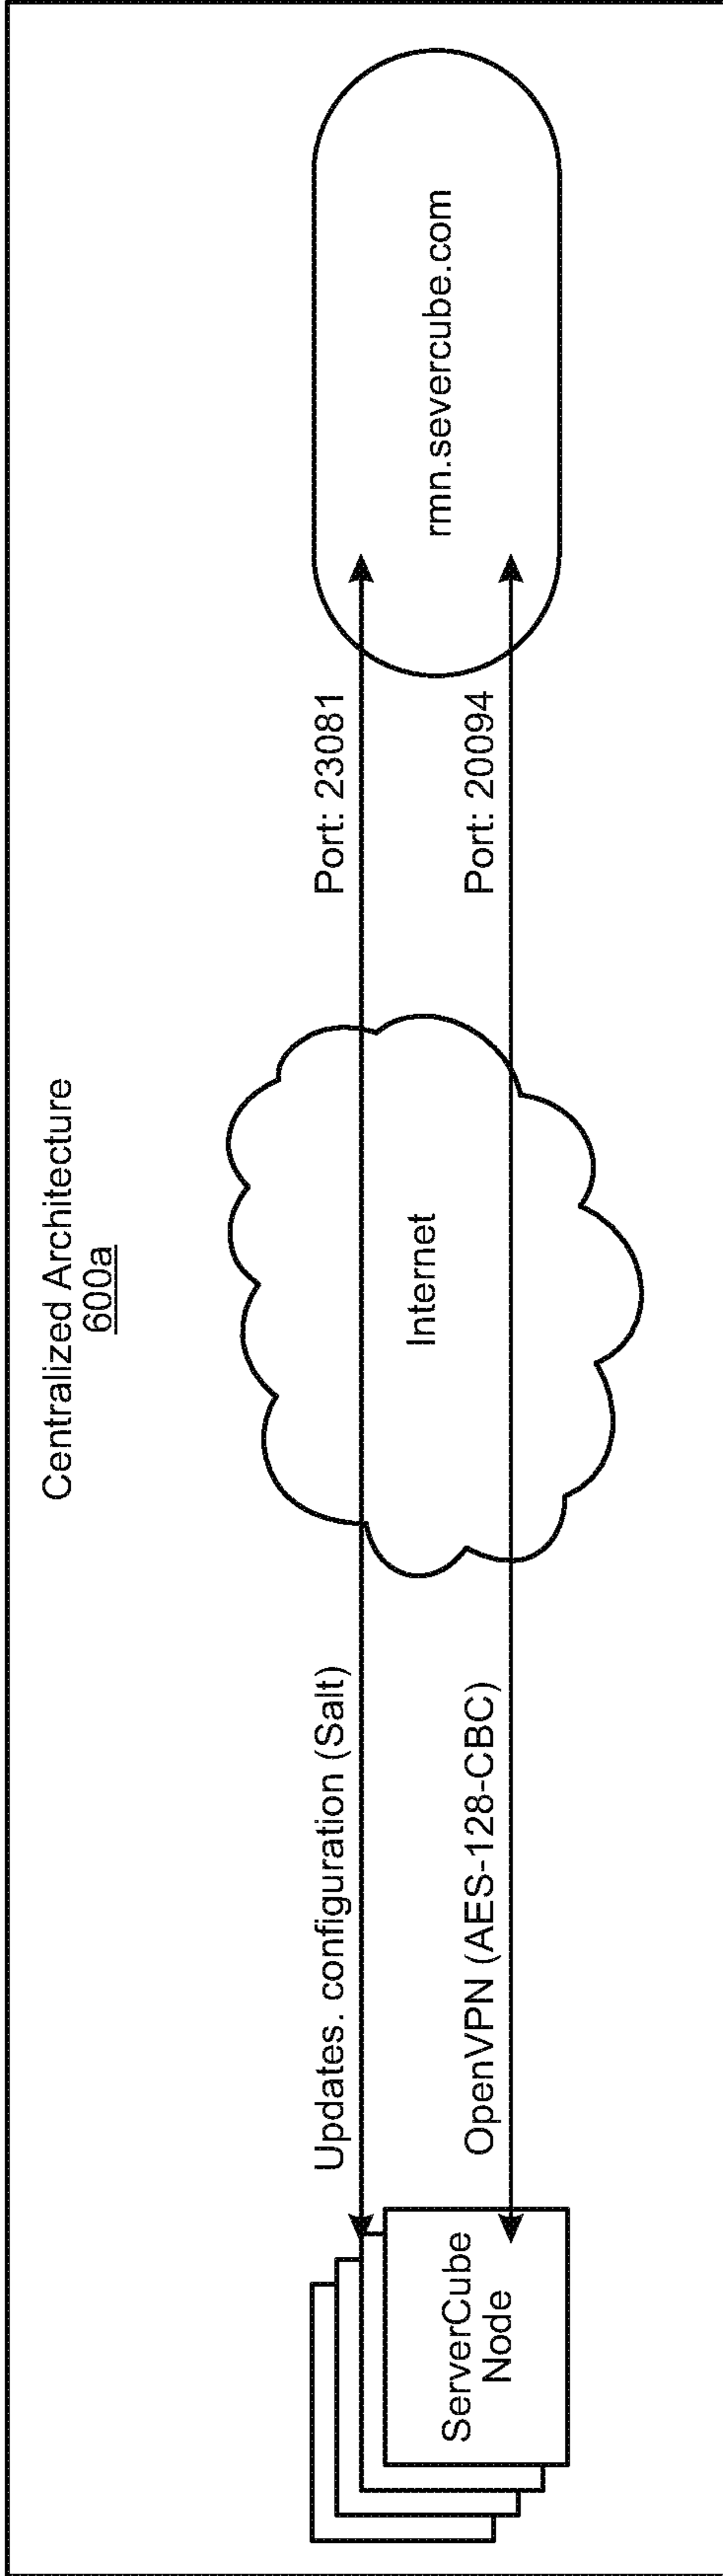 Centralized Architecture
600a
Updates. configuration (Salt)
Port: 23081
OpenVPN (AES-128-CBC)
Port: 20094
ServerCube
Node
Internet
rmn.severcube.com